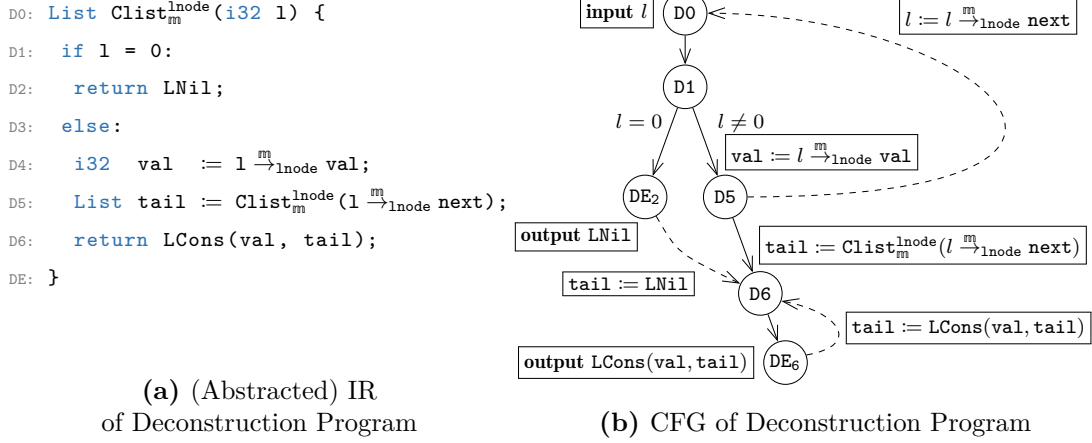 D0: List Clist^lnode_m (i32 l) {
D1: if l = 0:
D2: return LNil;
D3: else:
D4: i32 val := l →^m_lnode val;
D5: List tail := Clist^lnode_m (l →^m_lnode next);
D6: return LCons(val, tail);
DE: }
(a) (Abstracted) IR
of Deconstruction Program
input l
D0
l := l →^m_lnode next
D1
l = 0
l ≠ 0
val := l →^m_lnode val
DE₂
D5
output LNil
tail := Clist^lnode_m (l →^m_lnode next)
tail := LNil
D6
tail := LCons(val, tail)
output LCons(val, tail)
DE₆
(b) CFG of Deconstruction Program